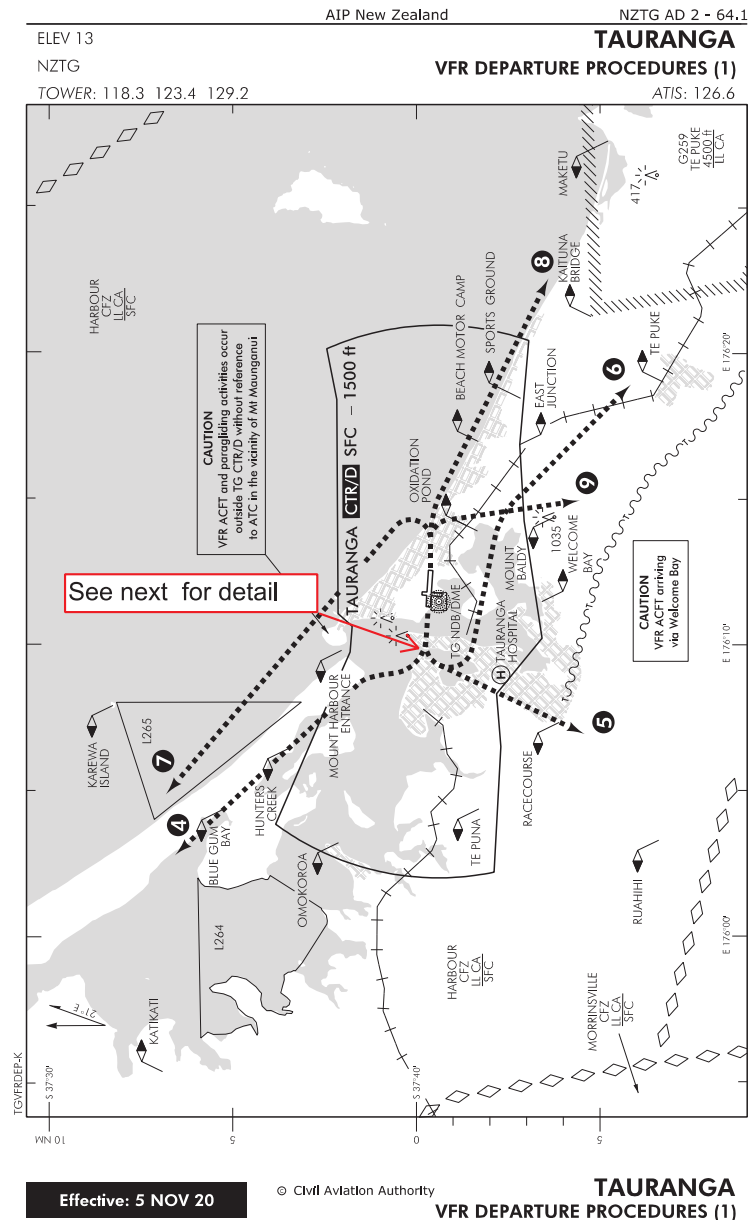 AIP New Zealand
NZTG AD 2 - 64.1
ELEV 13
TAURANGA
NZTG
VFR DEPARTURE PROCEDURES (1)
TOWER: 118.3 123.4 129.2
ATIS: 126.6
G259
TE PUKE
4500 ft
LL CA
417
MAKETU
8
KAITUNA
BRIDGE
HARBOUR
CFZ
LL CA
SFC
SPORTS GROUND
BEACH MOTOR CAMP
E 176°20'
TE PUKE
6
EAST
JUNCTION
CAUTION
VFR ACFT and paragliding activities occur
outside TG CTR/D without reference
to ATC in the vicinity of Mt Maunganui
TAURANGA CTR/D SFC – 1500 ft
OXIDATION
POND
9
1035
MOUNT
BALDY
WELCOME
BAY
CAUTION
VFR ACFT arriving
via Welcome Bay
See next for detail
TG NDB/DME
H
TAURANGA
HOSPITAL
E 176°10'
MOUNT HARBOUR
ENTRANCE
L265
KAREWA
ISLAND
7
5
RACECOURSE
HUNTERS
CREEK
4
BLUE GUM
BAY
TE PUNA
OMOKOROA
RUAHIHI
L264
HARBOUR
CFZ
LL CA
SFC
E 176°00'
MORRINSVILLE
CFZ
LL CA
SFC
KATIKATI
21°E
TGVFRDEP-K
S 37°30'
S 37°40'
10 NM
5
0
5
Effective: 5 NOV 20
© Civil Aviation Authority
TAURANGA
VFR DEPARTURE PROCEDURES (1)